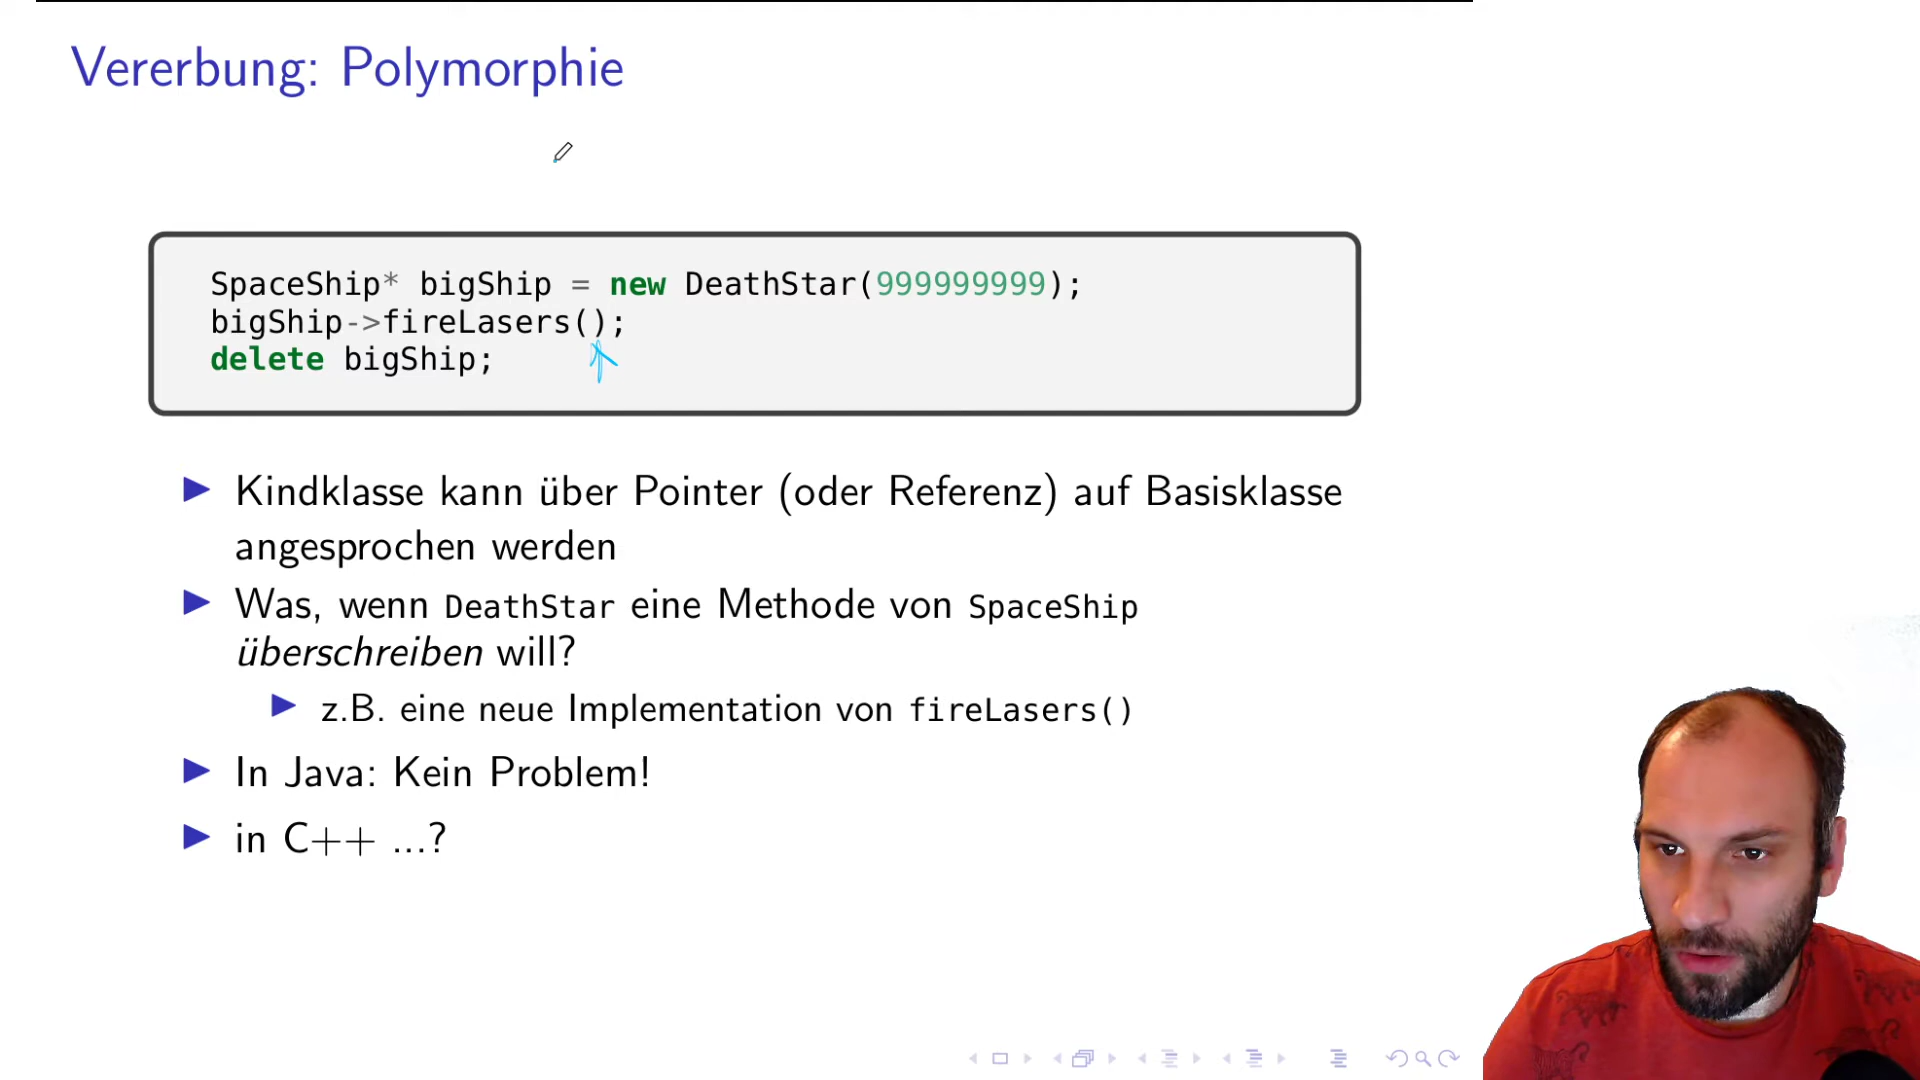 Vererbung: Polymorphie
SpaceShip* bigShip = new DeathStar(999999999);
bigShip->fireLasers();
delete bigShip;
Kindklasse kann über Pointer (oder Referenz) auf Basisklasse
angesprochen werden
Was, wenn DeathStar eine Methode von SpaceShip
überschreiben will?
z.B. eine neue Implementation von fireLasers()
In Java: Kein Problem!
in C++ ...?